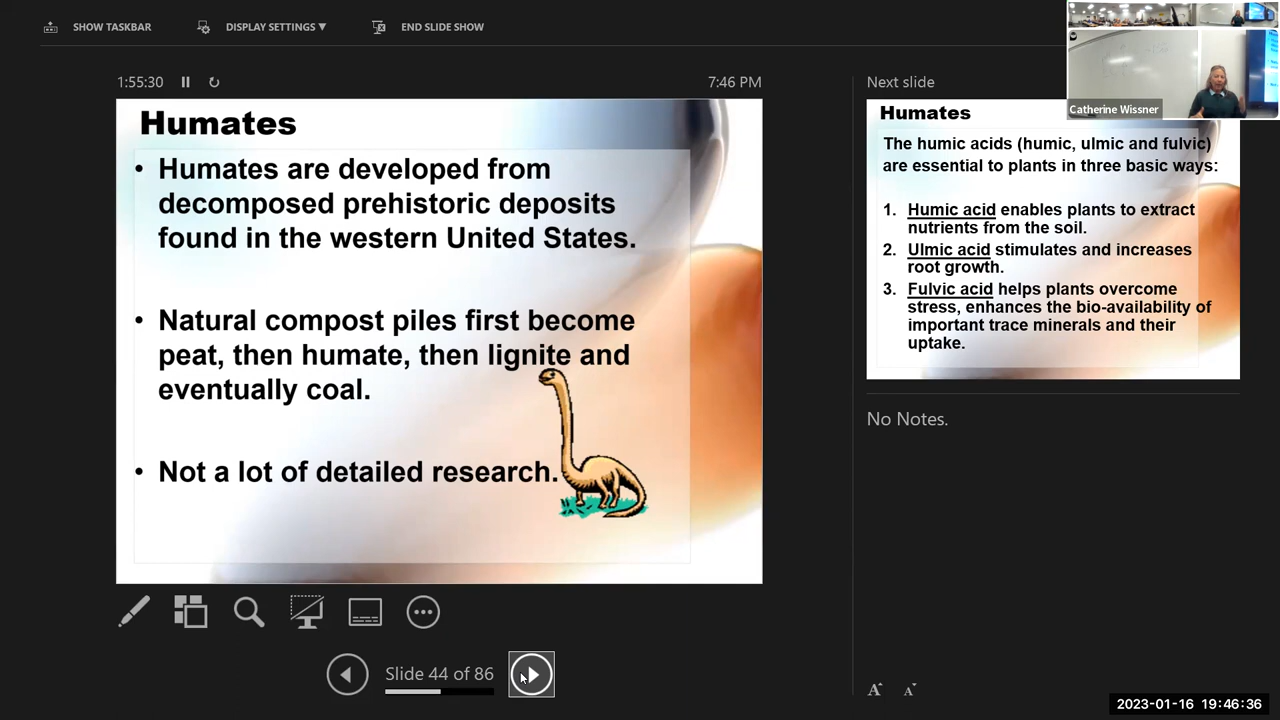 SHOW TASKBAR
DISPLAY SETTINGS ▼
END SLIDE SHOW
1:55:30
7:46 PM
Humates
• Humates are developed from
decomposed prehistoric deposits
found in the western United States.
• Natural compost piles first become
peat, then humate, then lignite and
eventually coal.
• Not a lot of detailed research.
Slide 44 of 86
Next slide
Humates
The humic acids (humic, ulmic and fulvic)
are essential to plants in three basic ways:
1. Humic acid enables plants to extract
nutrients from the soil.
2. Ulmic acid stimulates and increases
root growth.
3. Fulvic acid helps plants overcome
stress, enhances the bio-availability of
important trace minerals and their
uptake.
No Notes.
A A
Catherine Wissner
2023-01-16 19:46:36